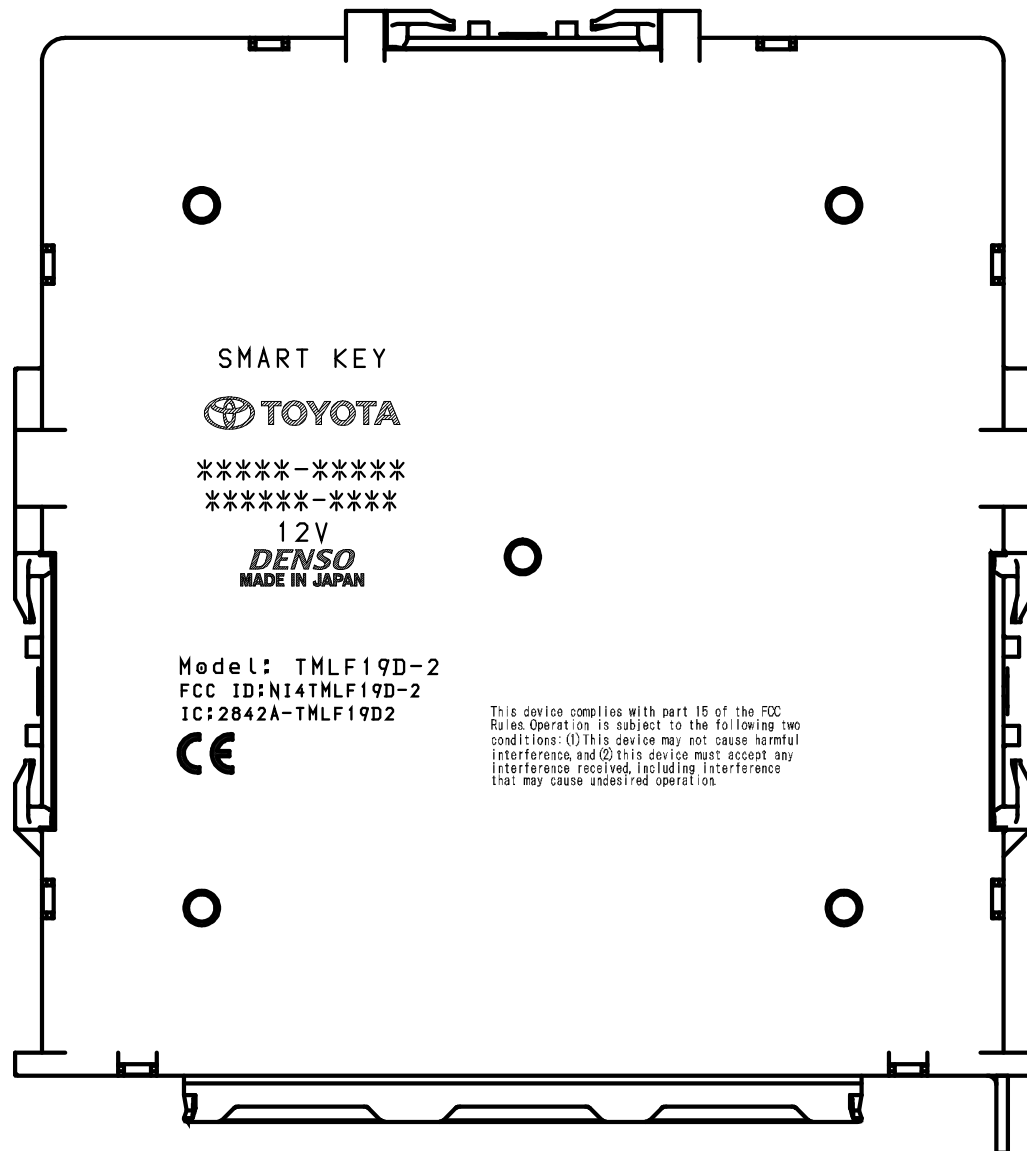 SMART KEY
TOYOTA
*****-*****
******-****
12V
DENSO
MADE IN JAPAN
Model: TMLF19D-2
FCC ID:NI4TMLF19D-2
IC:2842A-TMLF19D2
CE
This device complies with part 15 of the FCC
Rules. Operation is subject to the following two
conditions: (1) This device may not cause harmful
interference, and (2) this device must accept any
interference received, including interference
that may cause undesired operation.